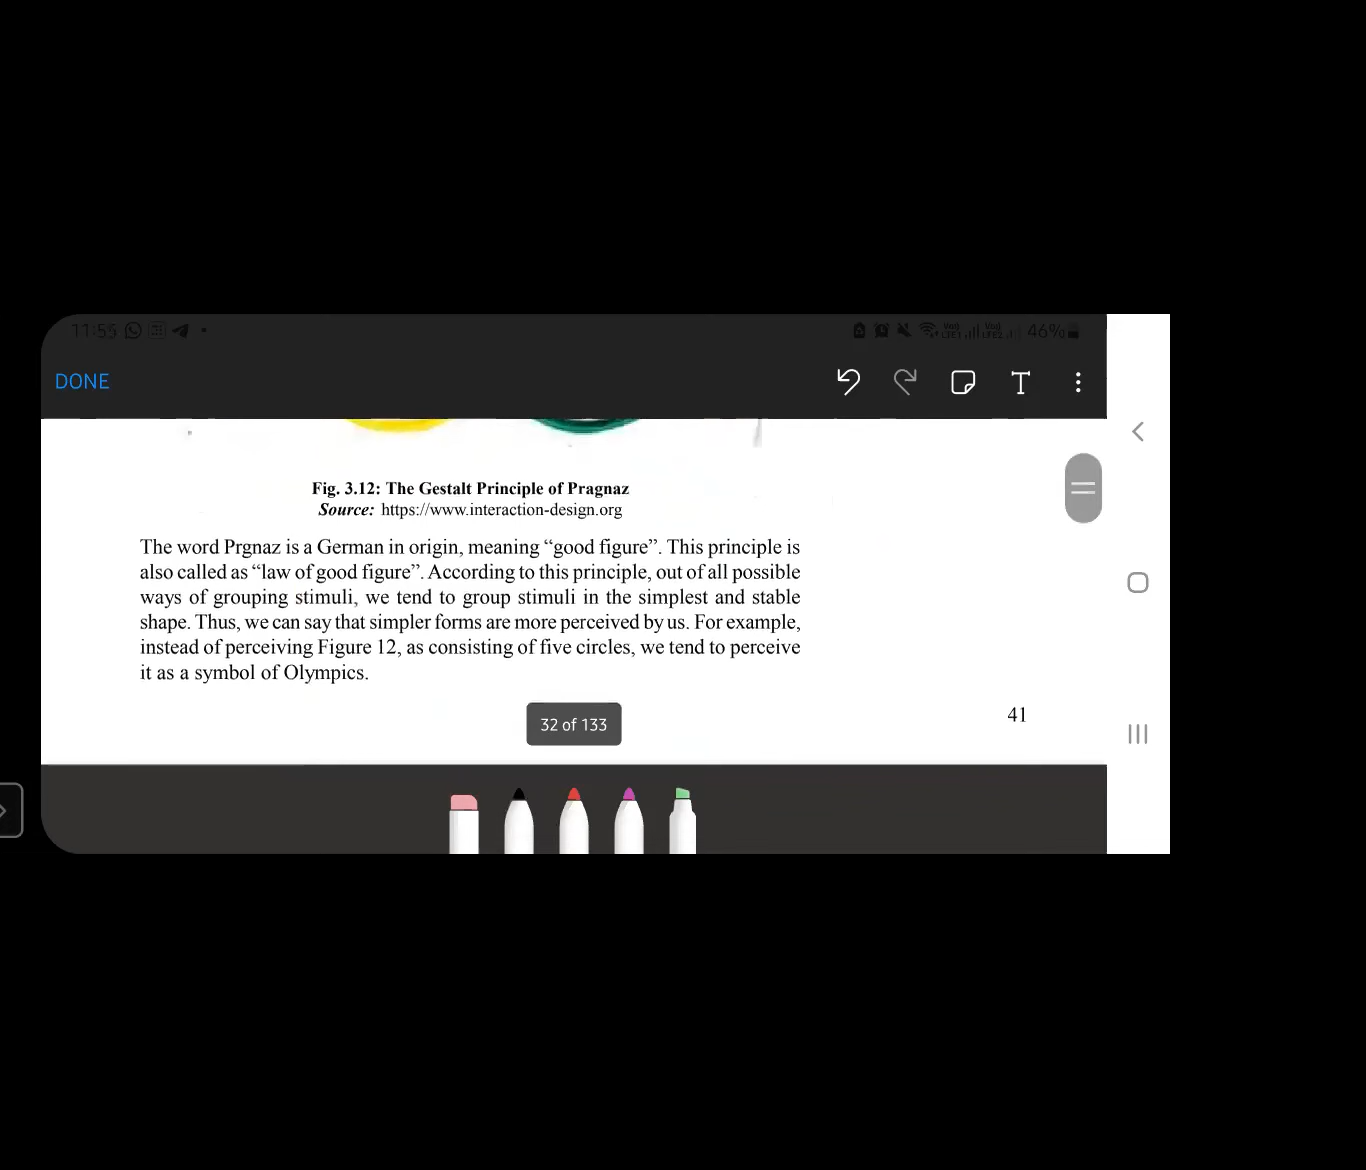 11:55
46%
DONE
T
Fig. 3.12: The Gestalt Principle of Pragnaz
Source: https://www.interaction-design.org
The word Prgnaz is a German in origin, meaning “good figure”. This principle is
also called as “law of good figure”. According to this principle, out of all possible
ways of grouping stimuli, we tend to group stimuli in the simplest and stable
shape. Thus, we can say that simpler forms are more perceived by us. For example,
instead of perceiving Figure 12, as consisting of five circles, we tend to perceive
it as a symbol of Olympics.
41
32 of 133